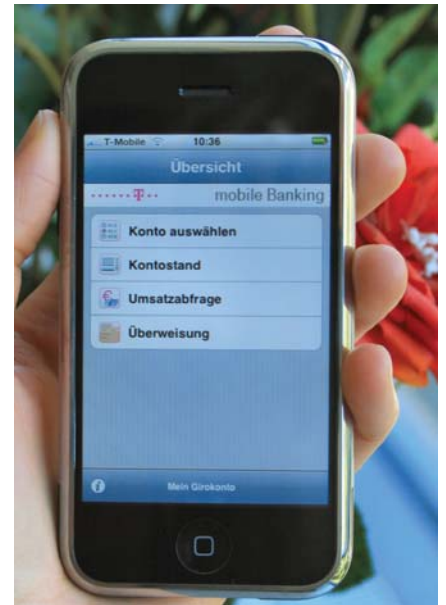 T-Mobile 10:36
Übersicht
T mobile Banking
Konto auswählen
Kontostand
Umsatzabfrage
Überweisung
Mein Girokonto